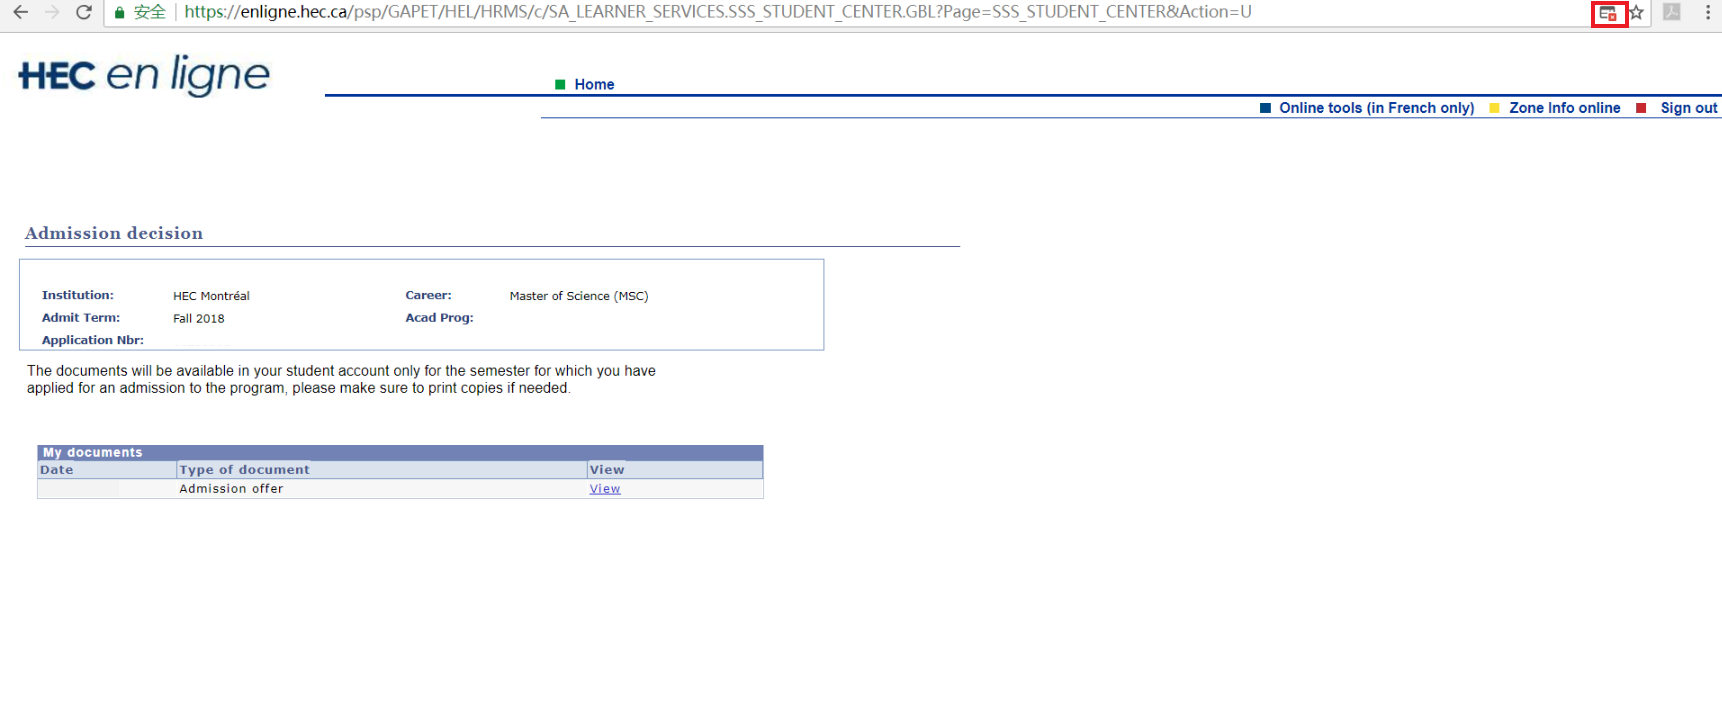 安全 https://enligne.hec.ca/psp/GAPET/HEL/HRMS/c/SA_LEARNER_SERVICES.SSS_STUDENT_CENTER.GBL?Page=SSS_STUDENT_CENTER&Action=U
HEC en ligne
Home
Online tools (in French only) Zone Info online Sign out
Admission decision
Institution: HEC Montréal Career: Master of Science (MSC)
Admit Term: Fall 2018 Acad Prog:
Application Nbr:
The documents will be available in your student account only for the semester for which you have
applied for an admission to the program, please make sure to print copies if needed.
My documents
Date Type of document View
Admission offer View